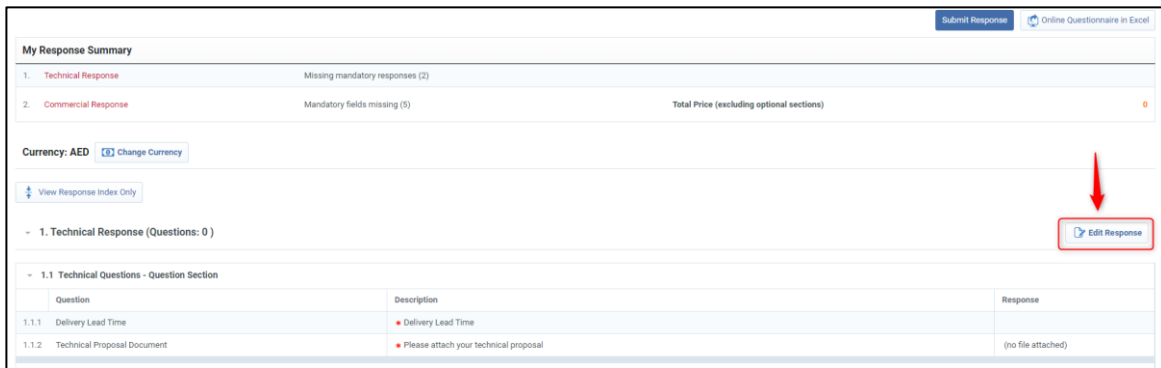 Submit Response Online Questionnaire in Excel
My Response Summary
1. Technical Response Missing mandatory responses (2)
2. Commercial Response Mandatory fields missing (5) Total Price (excluding optional sections) 0
Currency: AED Change Currency
View Response Index Only
1. Technical Response (Questions: 0 ) Edit Response
1.1 Technical Questions - Question Section
Question Description Response
1.1.1 Delivery Lead Time * Delivery Lead Time
1.1.2 Technical Proposal Document * Please attach your technical proposal (no file attached)